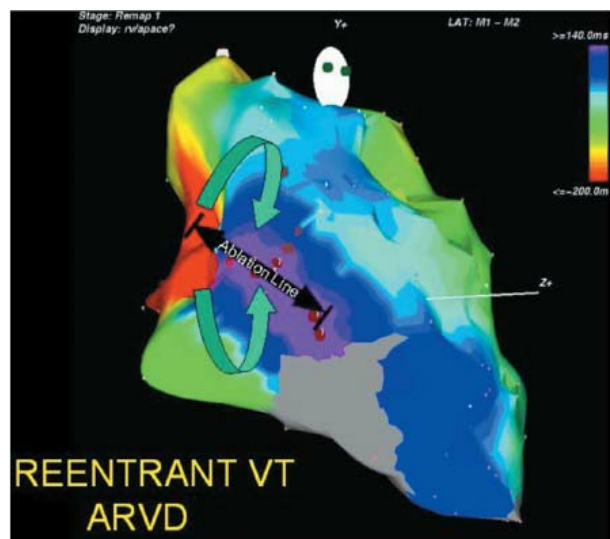 Stage: Remap 1
Display: rv/apace?
Y+
LAT: M1 – M2
>=140.0ms
<=-200.0m
Ablation Line
Z+
REENTRANT VT
ARVD